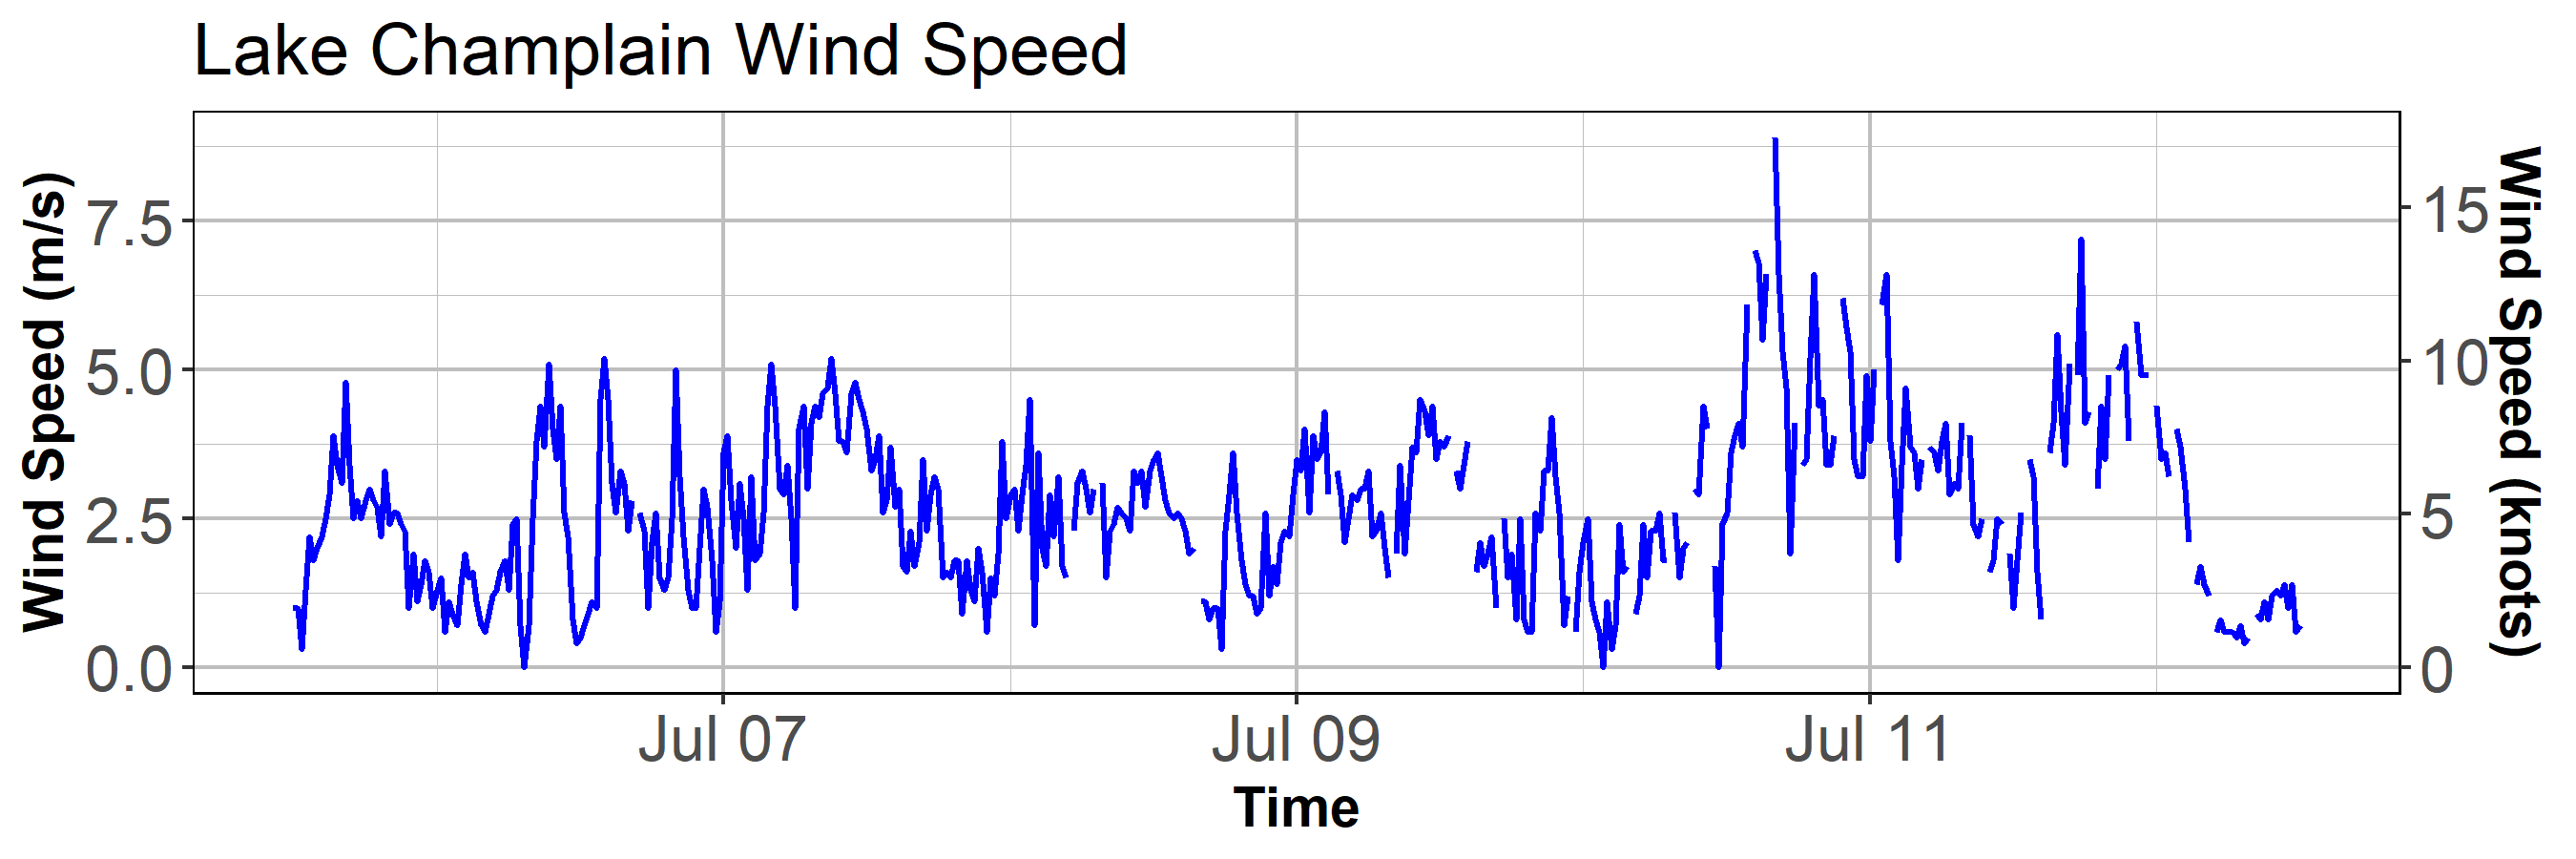 Lake Champlain Wind Speed
Wind Speed (m/s)
7.5
5.0
2.5
0.0
15
10
5
0
Wind Speed (knots)
Jul 07
Jul 09
Jul 11
Time